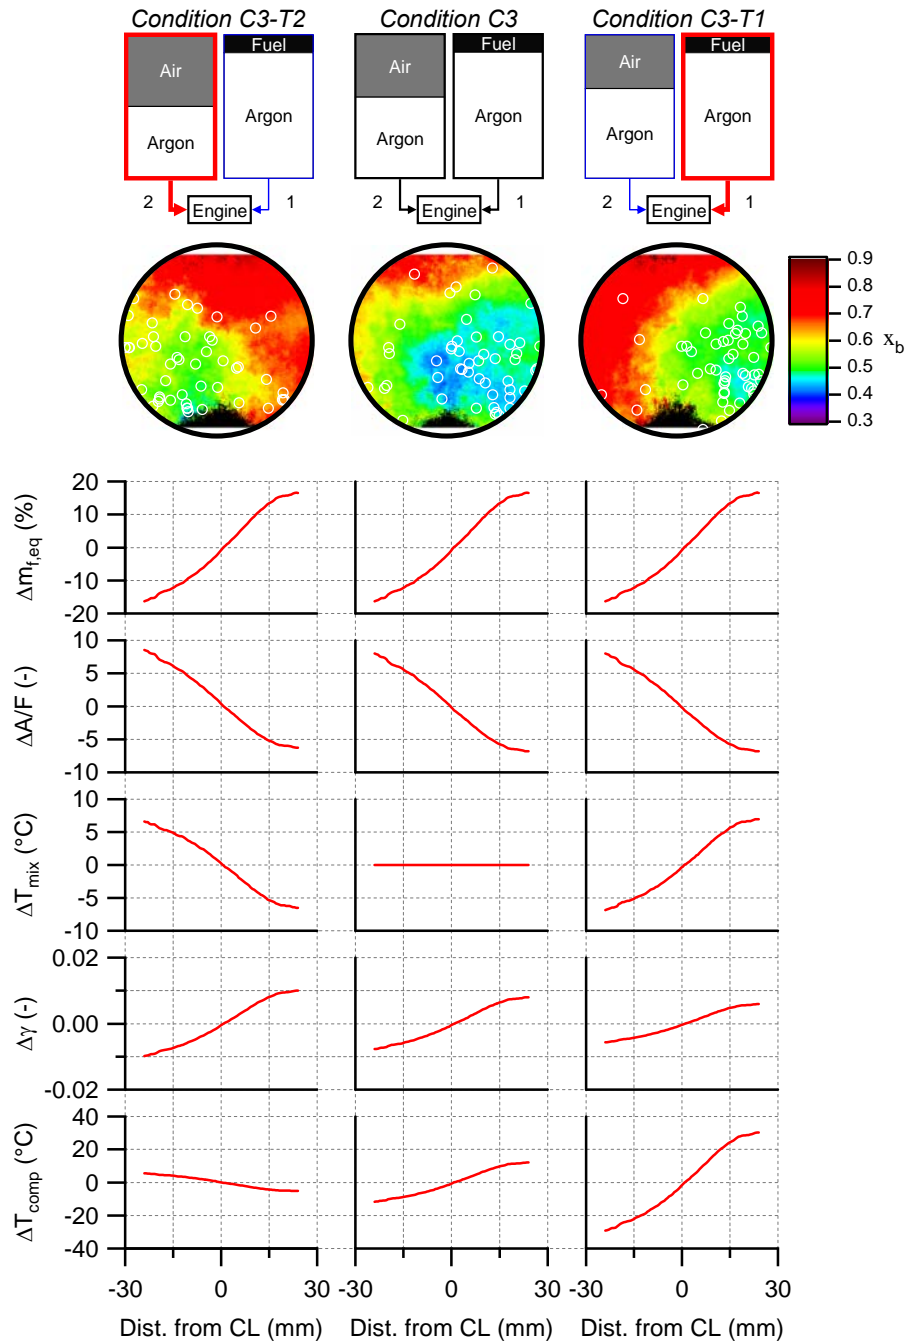 Condition C3-T2 Condition C3 Condition C3-T1
Fuel Fuel Fuel
Air Air Air
Argon Argon Argon
Argon Argon Argon
2 1 2 1 2 1
Engine Engine Engine
0.9
0.8
0.7
0.6 x_b
0.5
0.4
0.3
20
10
0
-10
-20
Δm_f,eq (%)
10
5
0
-5
-10
ΔA/F (-)
10
5
0
-5
-10
ΔT_mix (°C)
0.02
0.00
-0.02
Δγ (-)
40
20
0
-20
-40
ΔT_comp (°C)
-30 0 -30 0 -30 0 30
Dist. from CL (mm) Dist. from CL (mm) Dist. from CL (mm)